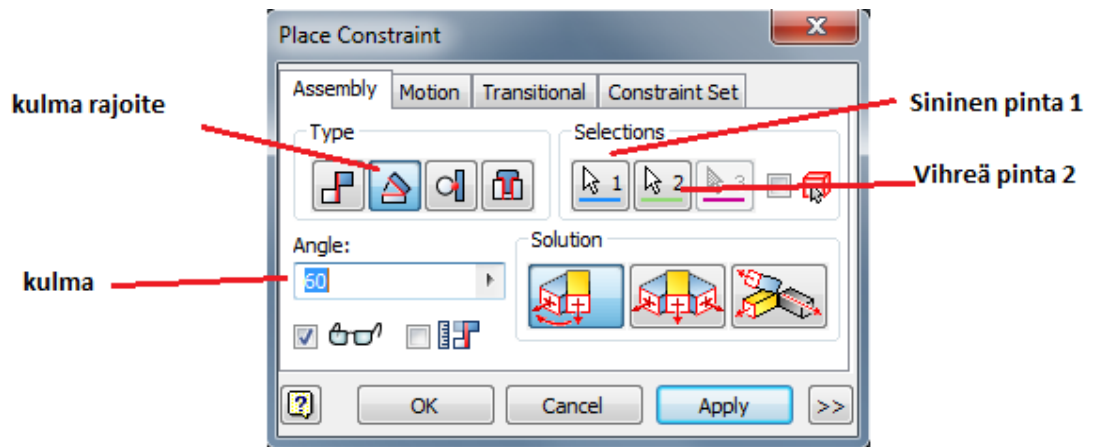 Place Constraint
x
Assembly Motion Transitional Constraint Set
kulma rajoite
Sininen pinta 1
Type
Selections
1 2 3
Vihreä pinta 2
Angle:
Solution
kulma
60
? OK Cancel Apply >>